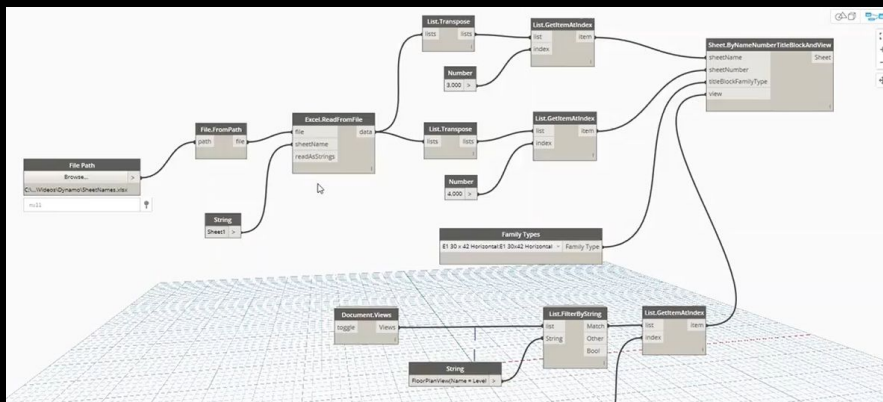 List.Transpose
lists > lists >
List.GetItemAtIndex
list item
index
Number
3.000 >
Sheet.ByNameNumberTitleBlockAndView
sheetName Sheet
sheetNumber
titleBlockFamilyType
view
File.FromPath
path file
Excel.ReadFromFile
file data
sheetName
readAsStrings
List.Transpose
lists lists
List.GetItemAtIndex
list item
index
Number
4.000 >
File Path
Browse... >
C:\...\Videos\Dynamo\SheetNames.xlsx
null
String
Sheet1 >
Family Types
E1 30 x 42 Horizontal:E1 30x42 Horizontal Family Type
Document.Views
toggle Views
List.FilterByString
list Match
String Other
Bool
List.GetItemAtIndex
list item
index
String
FloorPlanView(Name = Level >